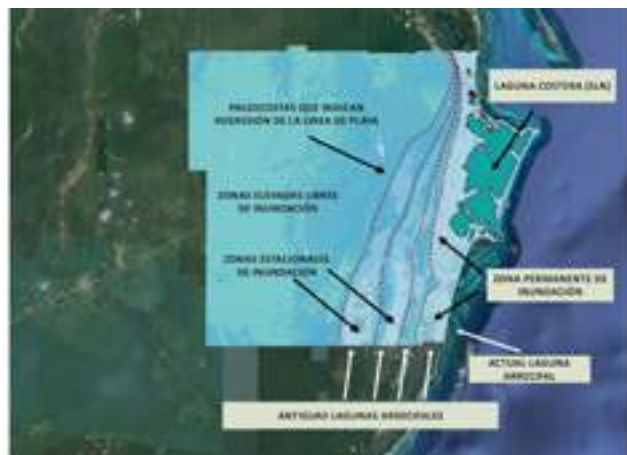 LAGUNA COSTERA (SLN)
PALEOCOSTAS QUE INDICAN
REGRESIÓN DE LA LINEA DE PLAYA
ZONAS ELEVADAS LIBRES
DE INUNDACIÓN
ZONAS ESTACIONALES
DE INUNDACIÓN
ZONA PERMANENTE DE
INUNDACIÓN
ACTUAL LAGUNA
ARRECIFAL
ANTIGUAS LAGUNAS ARRECIFALES